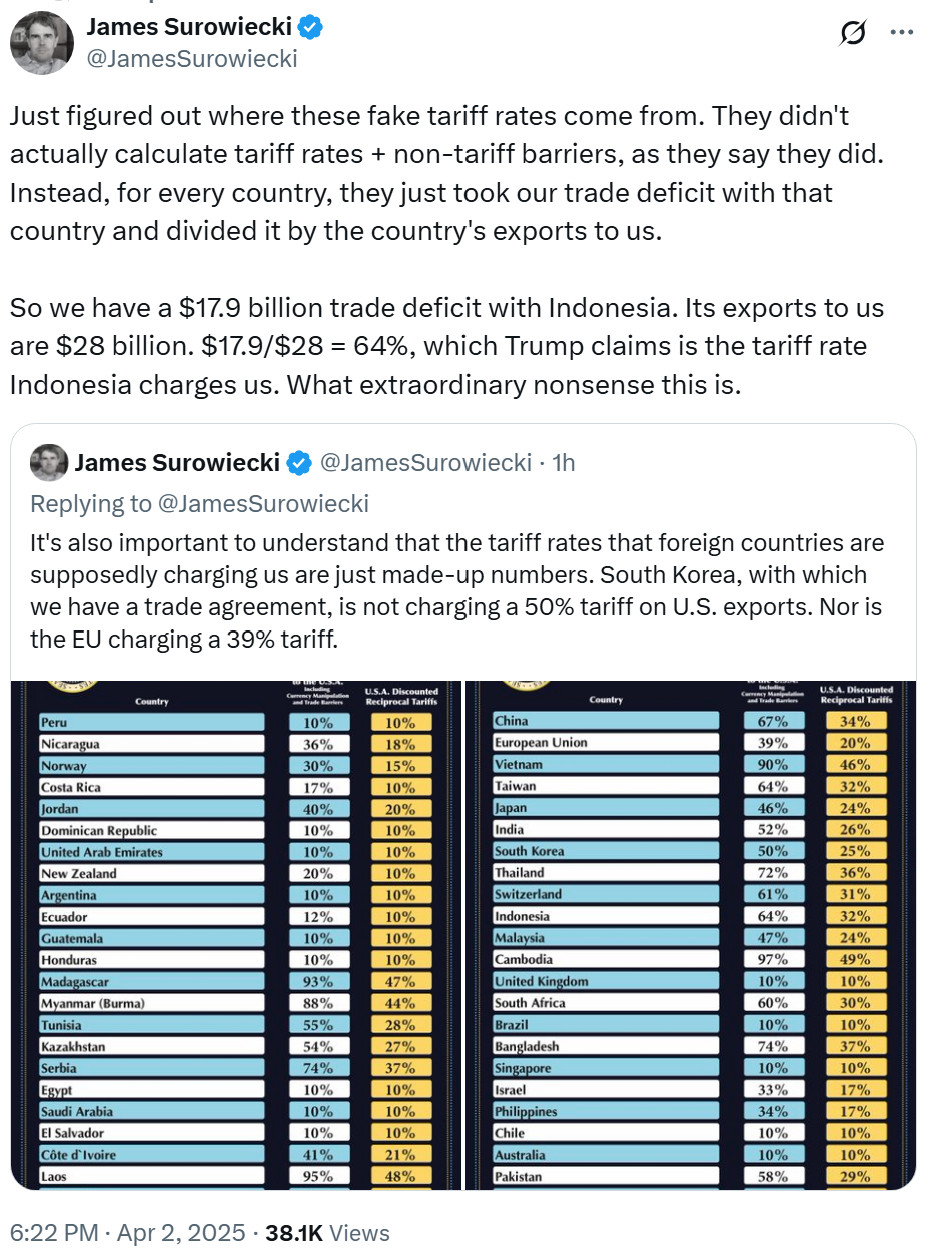 James Surowiecki
@JamesSurowiecki
Just figured out where these fake tariff rates come from. They didn't
actually calculate tariff rates + non-tariff barriers, as they say they did.
Instead, for every country, they just took our trade deficit with that
country and divided it by the country's exports to us.
So we have a $17.9 billion trade deficit with Indonesia. Its exports to us
are $28 billion. $17.9/$28 = 64%, which Trump claims is the tariff rate
Indonesia charges us. What extraordinary nonsense this is.
James Surowiecki @JamesSurowiecki · 1h
Replying to @JamesSurowiecki
It's also important to understand that the tariff rates that foreign countries are
supposedly charging us are just made-up numbers. South Korea, with which
we have a trade agreement, is not charging a 50% tariff on U.S. exports. Nor is
the EU charging a 39% tariff.
Country
to the U.S.A.
Including
Currency Manipulation
and Trade Barriers
U.S.A. Discounted
Reciprocal Tariffs
Peru 10% 10%
Nicaragua 36% 18%
Norway 30% 15%
Costa Rica 17% 10%
Jordan 40% 20%
Dominican Republic 10% 10%
United Arab Emirates 10% 10%
New Zealand 20% 10%
Argentina 10% 10%
Ecuador 12% 10%
Guatemala 10% 10%
Honduras 10% 10%
Madagascar 93% 47%
Myanmar (Burma) 88% 44%
Tunisia 55% 28%
Kazakhstan 54% 27%
Serbia 74% 37%
Egypt 10% 10%
Saudi Arabia 10% 10%
El Salvador 10% 10%
Côte d`Ivoire 41% 21%
Laos 95% 48%
Country
to the U.S.A.
Including
Currency Manipulation
and Trade Barriers
U.S.A. Discounted
Reciprocal Tariffs
China 67% 34%
European Union 39% 20%
Vietnam 90% 46%
Taiwan 64% 32%
Japan 46% 24%
India 52% 26%
South Korea 50% 25%
Thailand 72% 36%
Switzerland 61% 31%
Indonesia 64% 32%
Malaysia 47% 24%
Cambodia 97% 49%
United Kingdom 10% 10%
South Africa 60% 30%
Brazil 10% 10%
Bangladesh 74% 37%
Singapore 10% 10%
Israel 33% 17%
Philippines 34% 17%
Chile 10% 10%
Australia 10% 10%
Pakistan 58% 29%
6:22 PM · Apr 2, 2025 · 38.1K Views